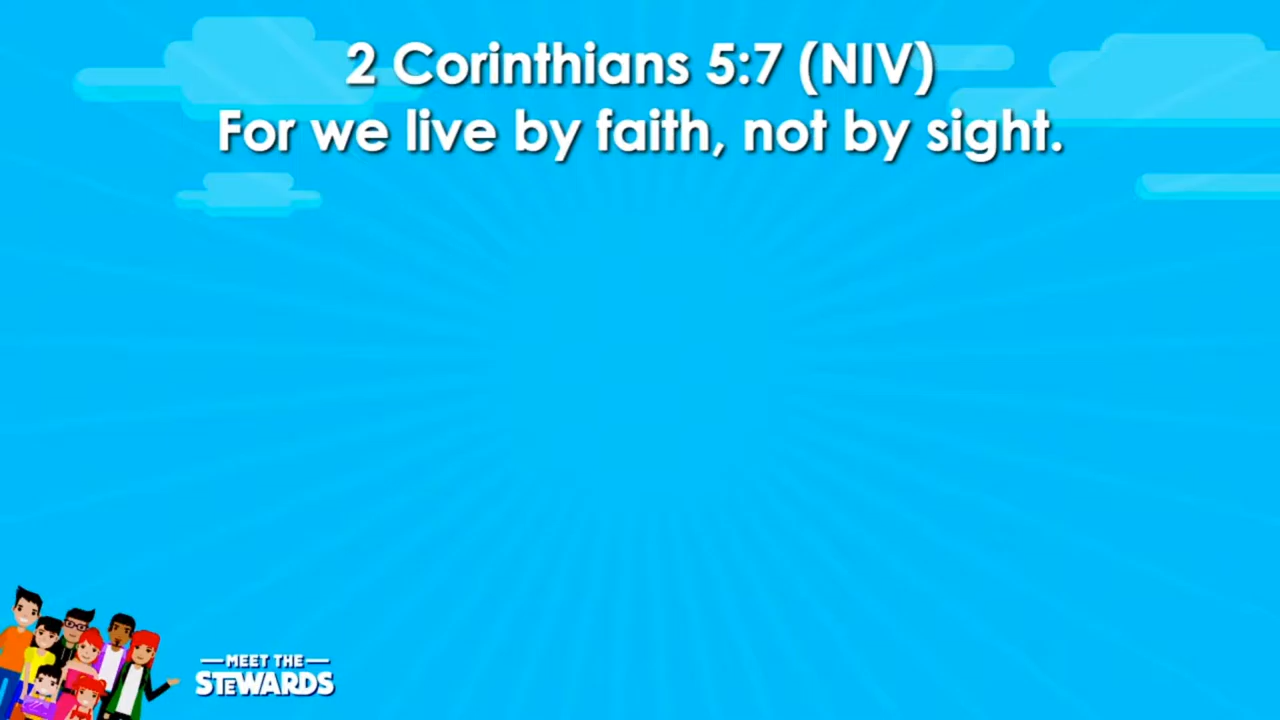 2 Corinthians 5:7 (NIV)
For we live by faith, not by sight.
MEET THE
STEWARDS